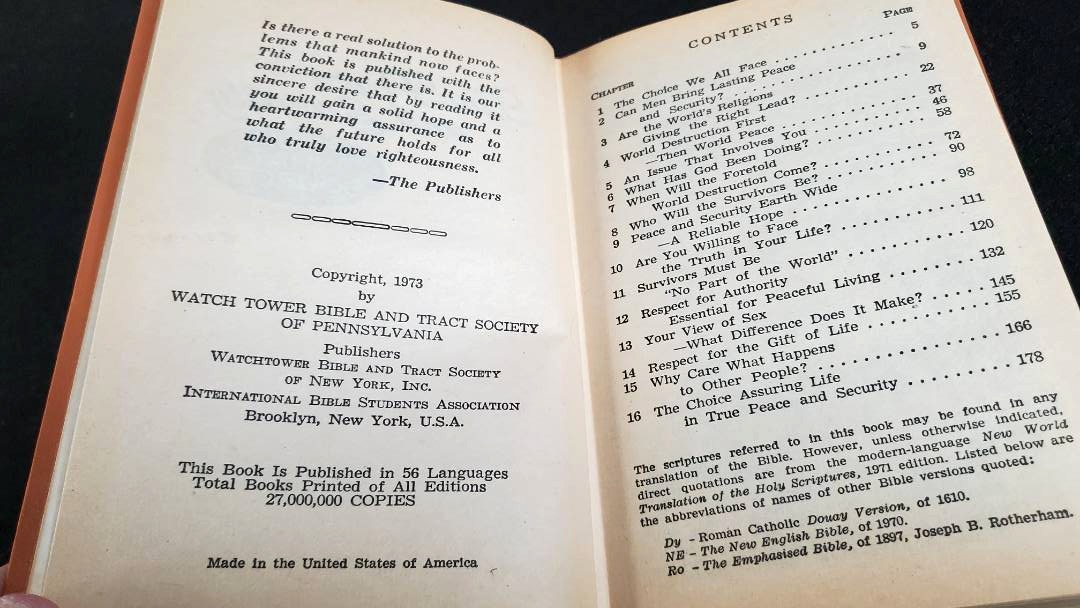 Is there a real solution to the prob-
lems that mankind now faces?
This book is published with the
conviction that there is. It is our
sincere desire that by reading it
you will gain a solid hope and a
heartwarming assurance as to
what the future holds for all
who truly love righteousness.
—The Publishers
Copyright, 1973
by
WATCH TOWER BIBLE AND TRACT SOCIETY
OF PENNSYLVANIA
Publishers
WATCHTOWER BIBLE AND TRACT SOCIETY
OF NEW YORK, INC.
INTERNATIONAL BIBLE STUDENTS ASSOCIATION
Brooklyn, New York, U.S.A.
This Book Is Published in 56 Languages
Total Books Printed of All Editions
27,000,000 COPIES
Made in the United States of America
CONTENTS
CHAPTER PAGE
1 The Choice We All Face . . . . . . . . . . 5
2 Can Men Bring Lasting Peace
and Security? . . . . . . . . . . 9
3 Are the World's Religions
Giving the Right Lead? . . . . . . . . . . 22
4 World Destruction First
—Then World Peace . . . . . . . . . . 37
5 An Issue That Involves You . . . . . . . . . . 46
6 What Has God Been Doing? . . . . . . . . . . 58
7 When Will the Foretold
World Destruction Come? . . . . . . . . . . 72
8 Who Will the Survivors Be? . . . . . . . . . . 90
9 Peace and Security Earth Wide
—A Reliable Hope . . . . . . . . . . 98
10 Are You Willing to Face
the Truth in Your Life? . . . . . . . . . . 111
11 Survivors Must Be
"No Part of the World" . . . . . . . . . . 120
12 Respect for Authority
Essential for Peaceful Living . . . . . . . . . . 132
13 Your View of Sex
—What Difference Does It Make? . . . . . . 145
14 Respect for the Gift of Life . . . . . . . . . . 155
15 Why Care What Happens
to Other People? . . . . . . . . . . 166
16 The Choice Assuring Life
in True Peace and Security . . . . . . . . . . 178
The scriptures referred to in this book may be found in any
translation of the Bible. However, unless otherwise indicated,
direct quotations are from the modern-language New World
Translation of the Holy Scriptures, 1971 edition. Listed below are
the abbreviations of names of other Bible versions quoted:
Dy – Roman Catholic Douay Version, of 1610.
NE – The New English Bible, of 1970.
Ro – The Emphasised Bible, of 1897, Joseph B. Rotherham.